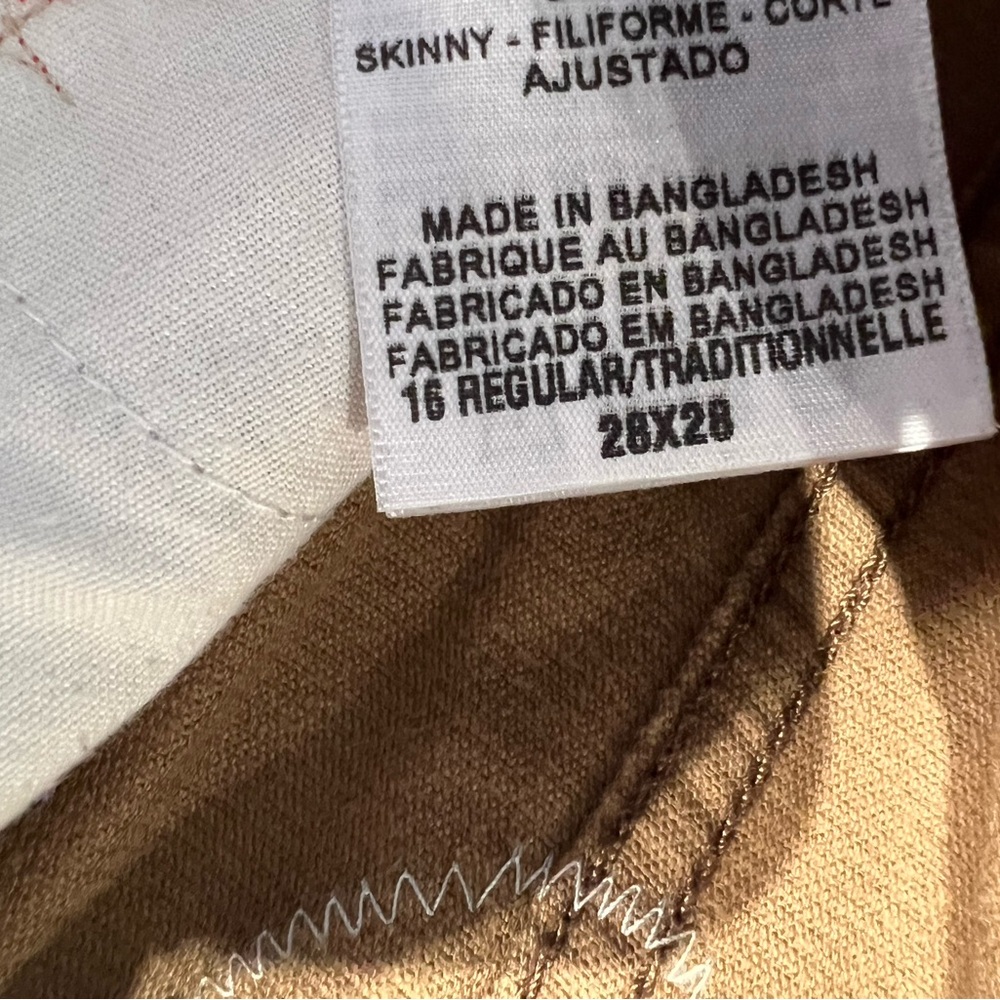 SKINNY - FILIFORME - CORTE
AJUSTADO
MADE IN BANGLADESH
FABRIQUE AU BANGLADESH
FABRICADO EN BANGLADESH
FABRICADO EM BANGLADESH
16 REGULAR/TRADITIONNELLE
28X28